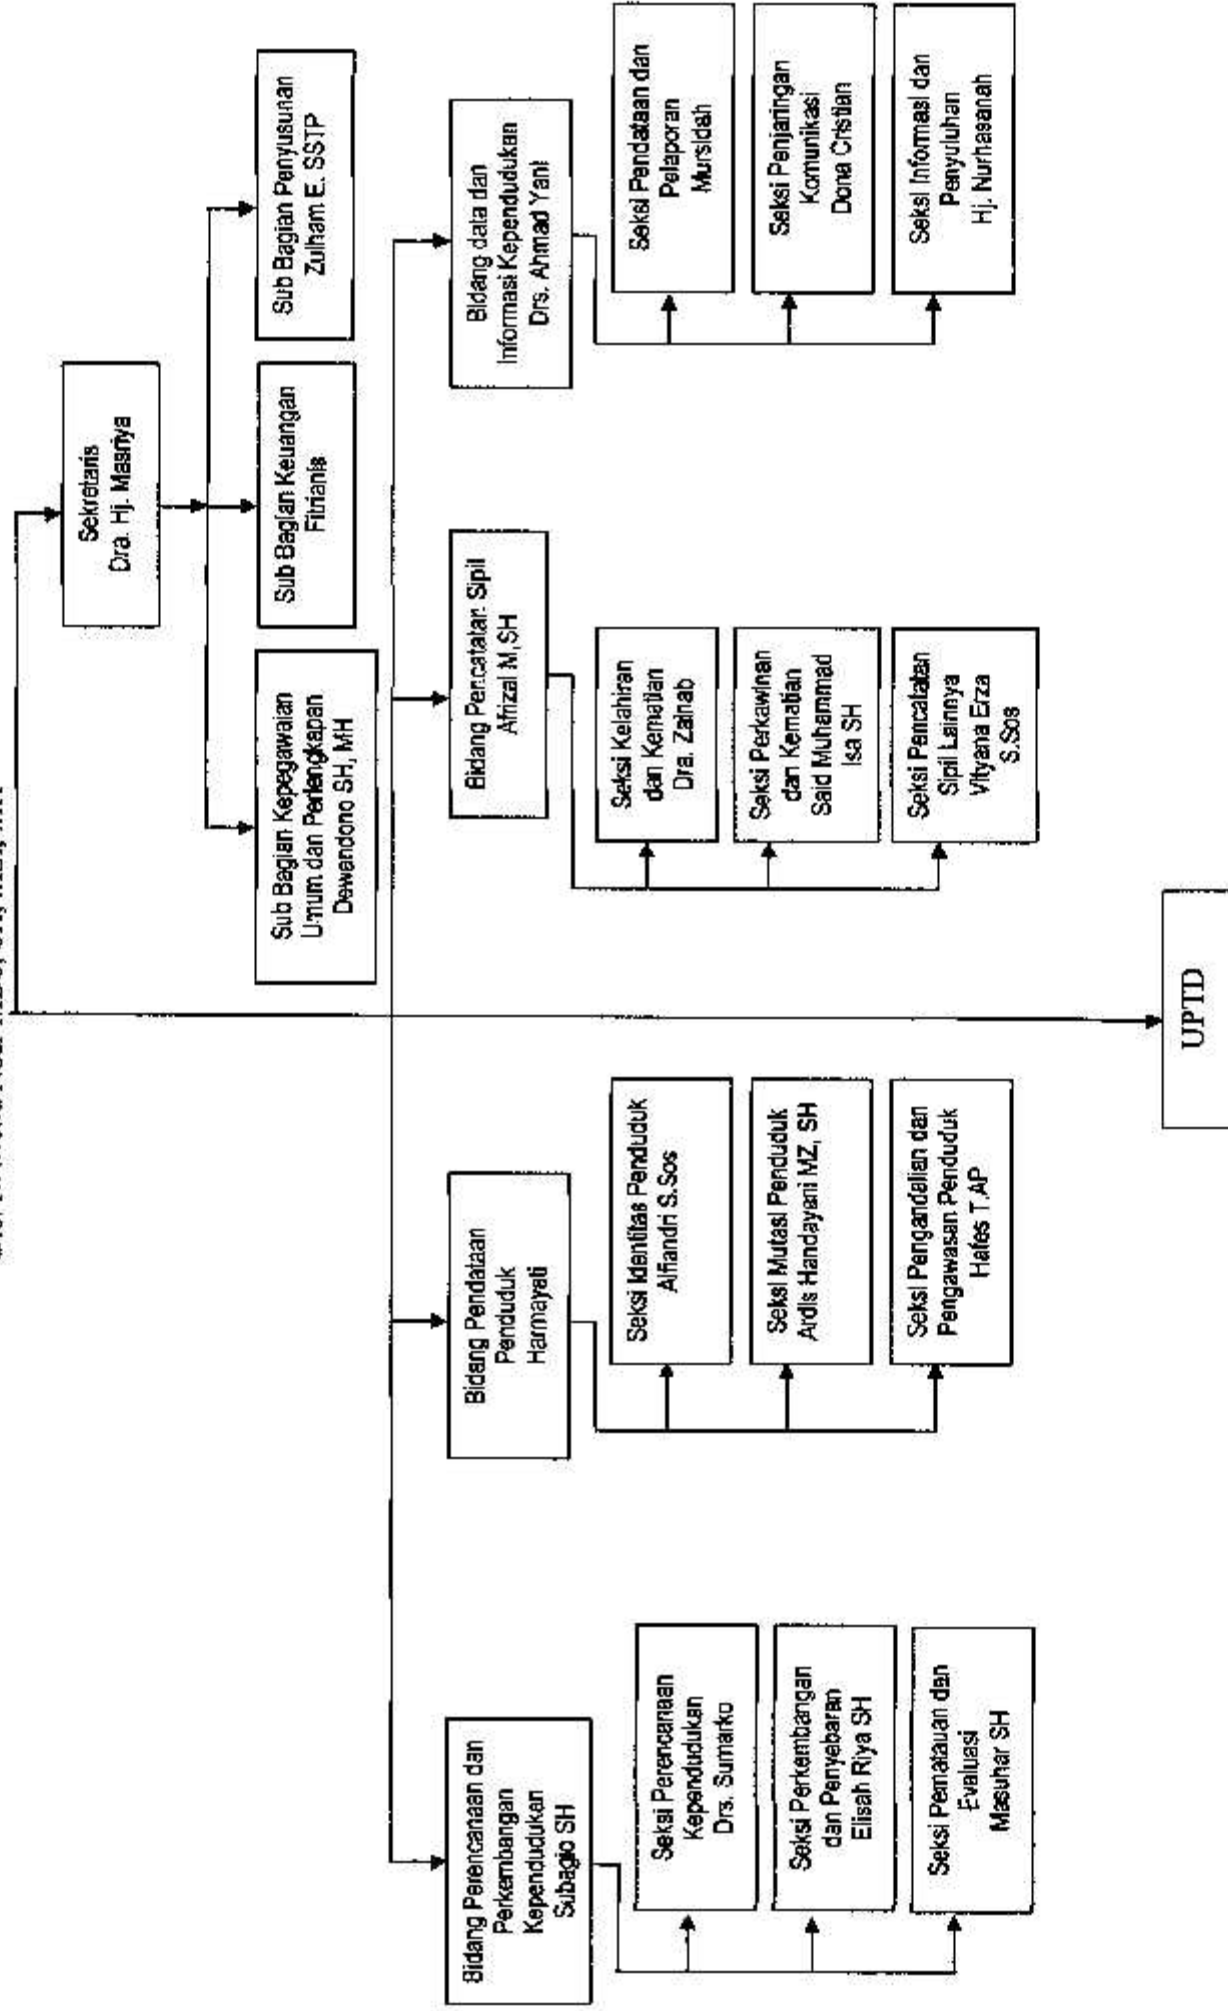 Sekretaris
Dra. Hj. Masriya
Sub Bagian Kepegawaian
Umum dan Perlengkapan
Dewandono SH, MH
Sub Bagian Keuangan
Fitrianis
Sub Bagian Penyusunan
Zulham E. SSTP
Bidang Perencanaan dan
Perkembangan
Kependudukan
Subagio SH
Seksi Perencanaan
Kependudukan
Drs. Sumarko
Seksi Perkembangan
dan Penyebaran
Elisah Riya SH
Seksi Pematauan dan
Evaluasi
Masuhar SH
Bidang Pendataan
Penduduk
Harmayati
Seksi Identitas Penduduk
Alfiandri S.Sos
Seksi Mutasi Penduduk
Ardis Handayani MZ, SH
Seksi Pengandalian dan
Pengawasan Penduduk
Hafes T.AP
Bidang Pencatatan Sipil
Afrizal M,SH
Seksi Kelahiran
dan Kematian
Dra. Zainab
Seksi Perkawinan
dan Kematian
Said Muhammad
Isa SH
Seksi Pencatatan
Sipil Lainnya
Vityana Erza
S.Sos
Bidang data dan
Informasi Kependudukan
Drs. Ahmad Yani
Seksi Pendataan dan
Pelaporan
Mursidah
Seksi Penjaringan
Komunikasi
Dona Cristian
Seksi Informasi dan
Penyuluhan
Hj. Nurhasanah
UPTD